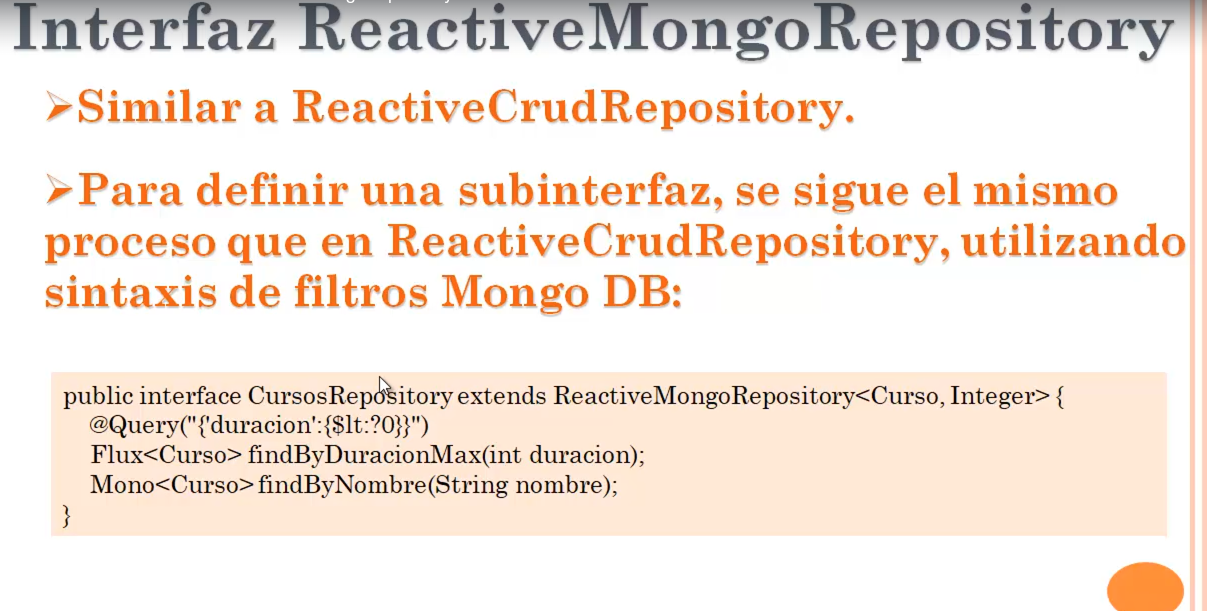 Interfaz ReactiveMongoRepository
➢Similar a ReactiveCrudRepository.
➢Para definir una subinterfaz, se sigue el mismo
proceso que en ReactiveCrudRepository, utilizando
sintaxis de filtros Mongo DB:
public interface CursosRepository extends ReactiveMongoRepository<Curso, Integer> {
@Query("{'duracion':{$lt:?0}}")
Flux<Curso> findByDuracionMax(int duracion);
Mono<Curso> findByNombre(String nombre);
}